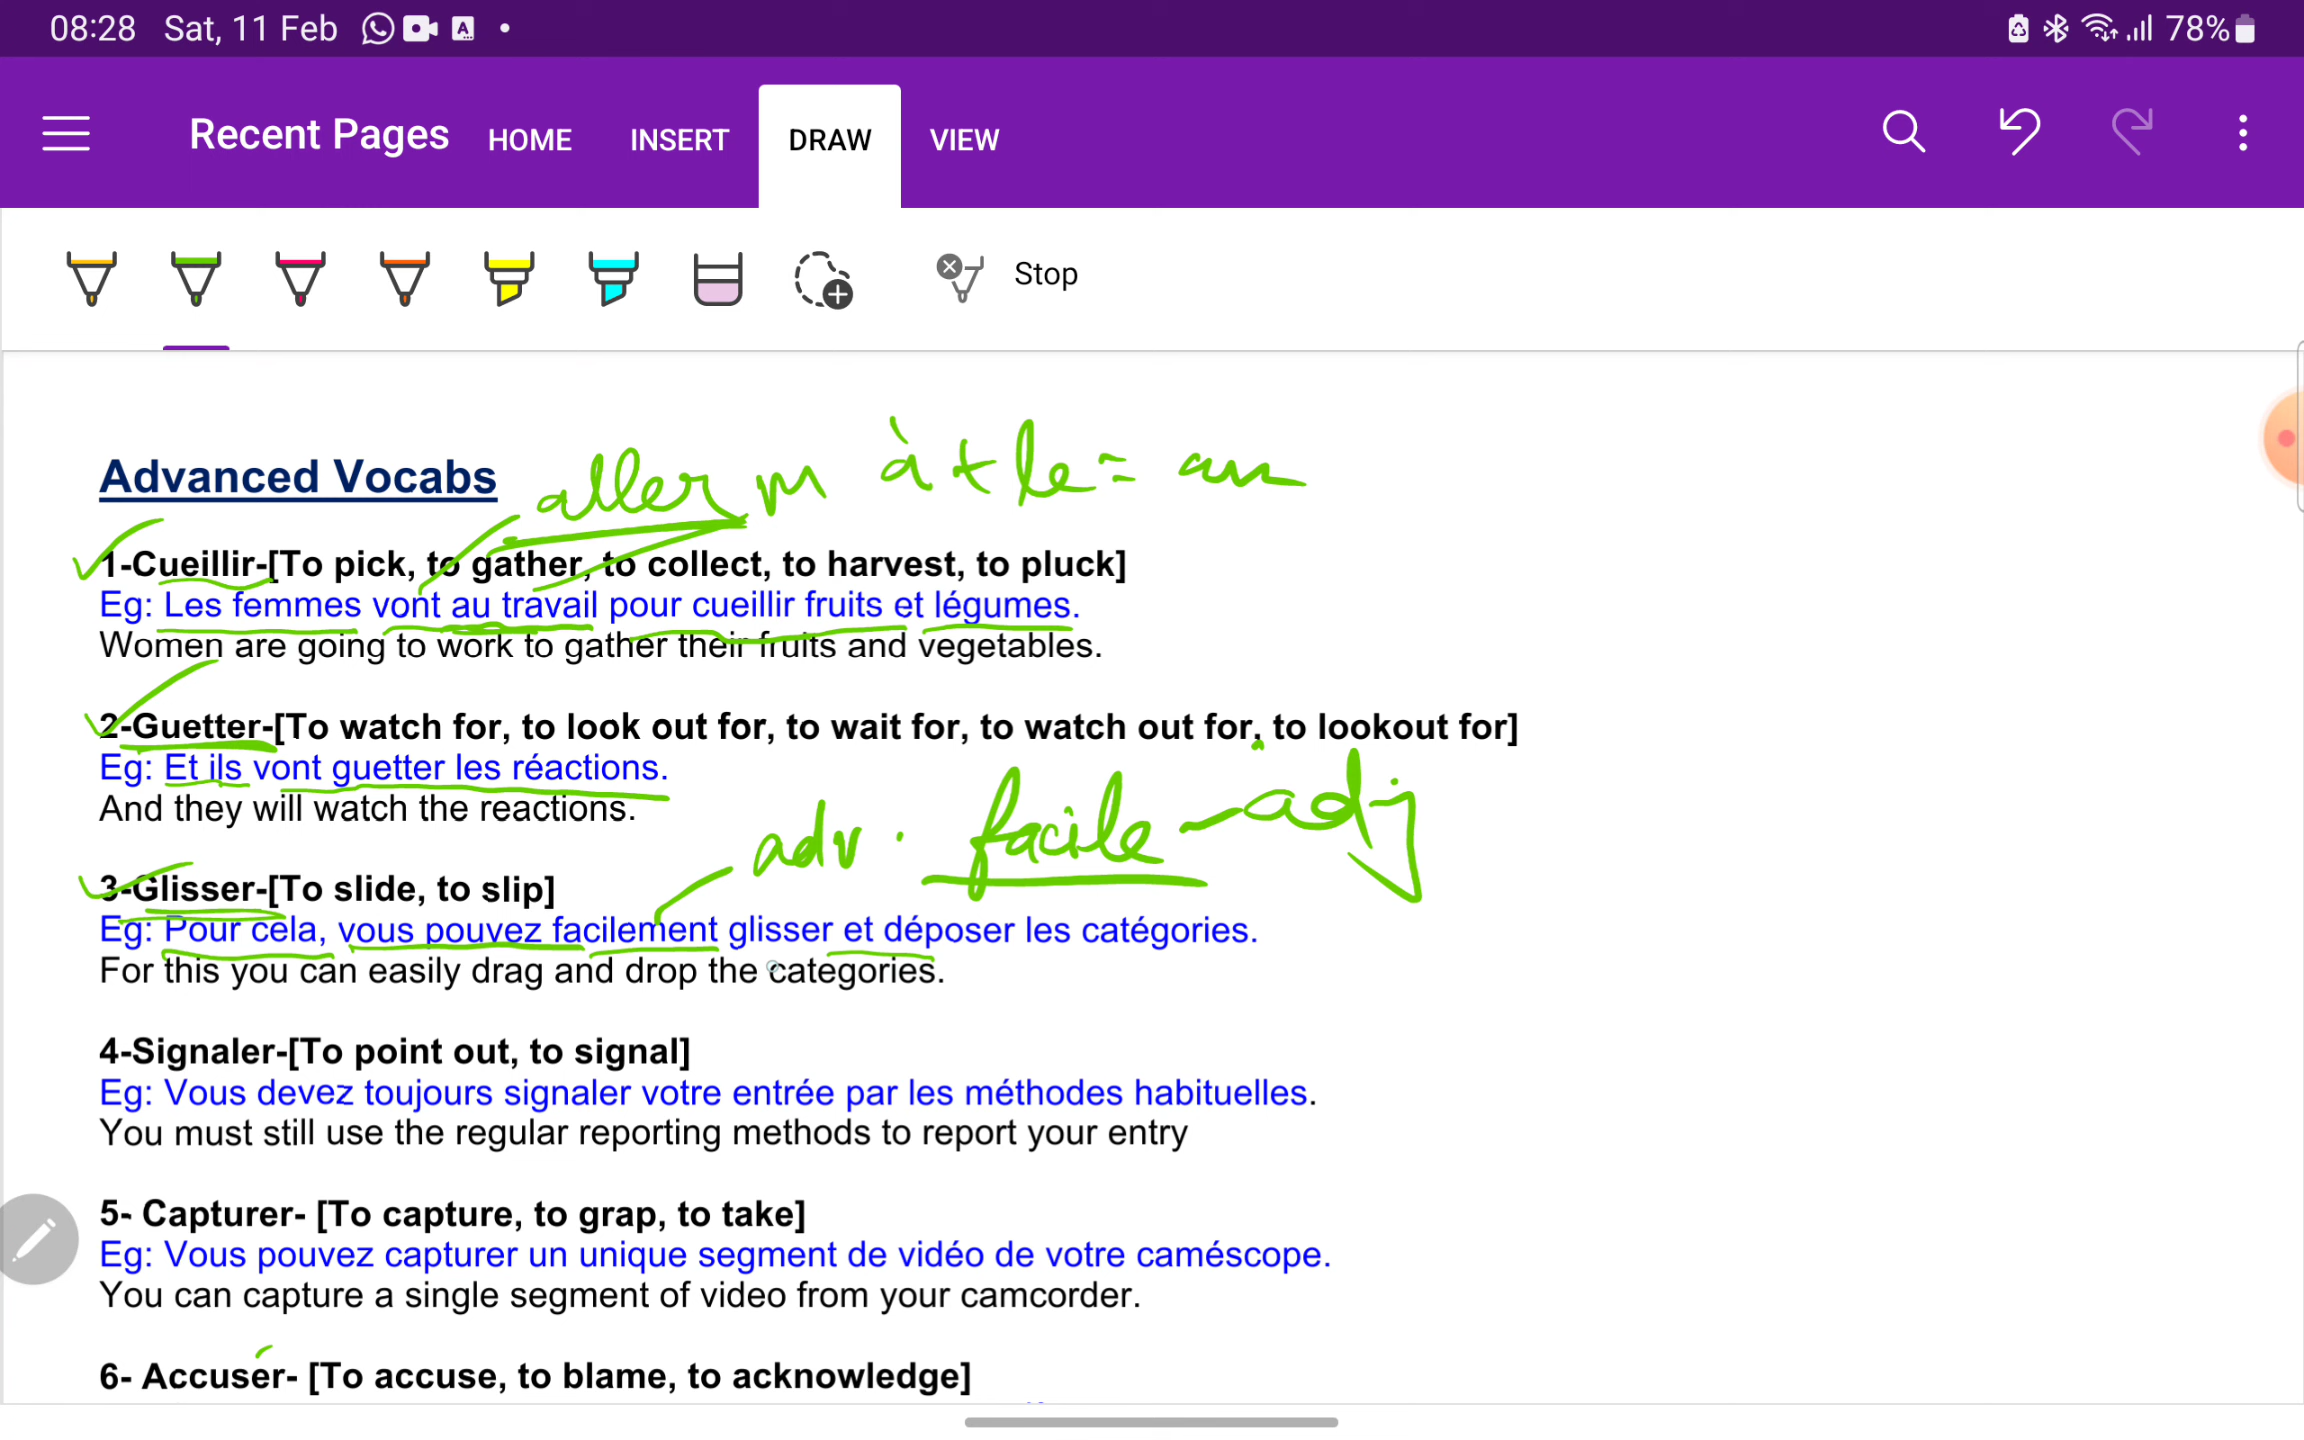 08:28 Sat, 11 Feb 78%
Recent Pages HOME INSERT DRAW VIEW
Stop
aller à + le = au
Advanced Vocabs
1-Cueillir-[To pick, to gather, to collect, to harvest, to pluck]
Eg: Les femmes vont au travail pour cueillir fruits et légumes.
Women are going to work to gather their fruits and vegetables.
2-Guetter-[To watch for, to look out for, to wait for, to watch out for, to lookout for]
Eg: Et ils vont guetter les réactions.
And they will watch the reactions.
adv. facile - adj
3-Glisser-[To slide, to slip]
Eg: Pour cela, vous pouvez facilement glisser et déposer les catégories.
For this you can easily drag and drop the categories.
4-Signaler-[To point out, to signal]
Eg: Vous devez toujours signaler votre entrée par les méthodes habituelles.
You must still use the regular reporting methods to report your entry
5- Capturer- [To capture, to grap, to take]
Eg: Vous pouvez capturer un unique segment de vidéo de votre caméscope.
You can capture a single segment of video from your camcorder.
6- Accuser- [To accuse, to blame, to acknowledge]